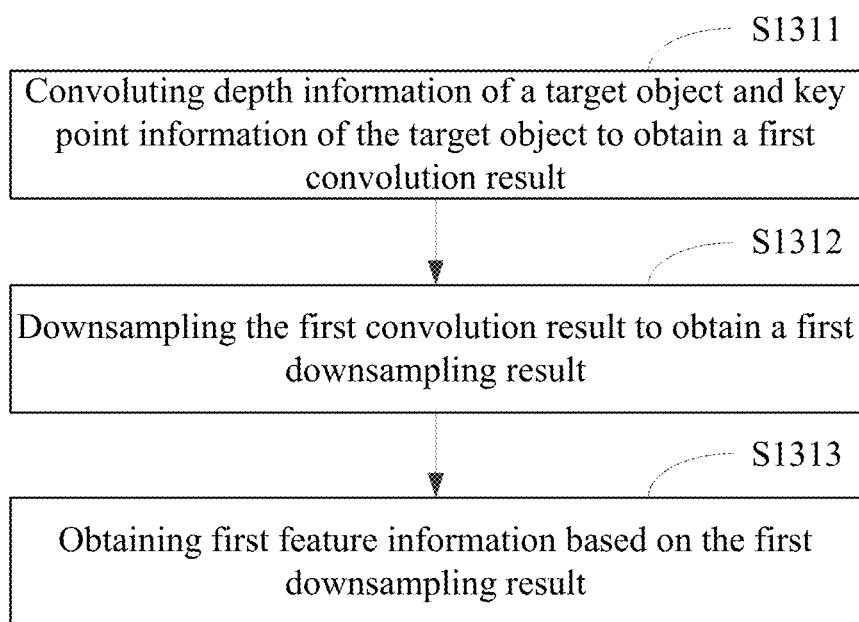 S1311
Convoluting depth information of a target object and key
point information of the target object to obtain a first
convolution result
S1312
Downsampling the first convolution result to obtain a first
downsampling result
S1313
Obtaining first feature information based on the first
downsampling result